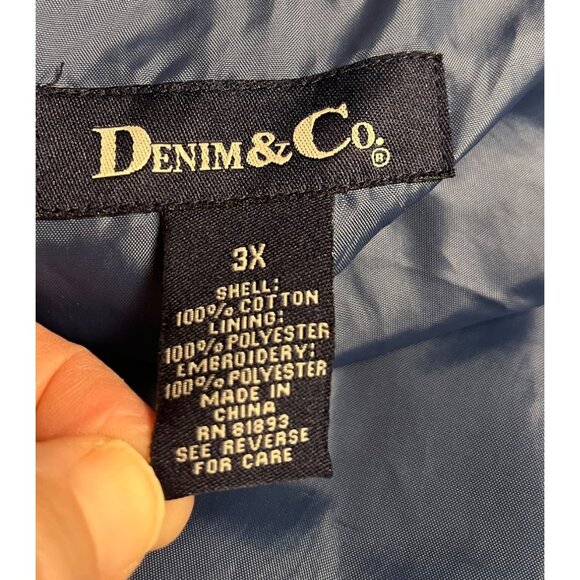 DENIM & CO.®
3X
SHELL:
100% COTTON
LINING:
100% POLYESTER
EMBROIDERY:
100% POLYESTER
MADE IN
CHINA
RN 81893
SEE REVERSE
FOR CARE